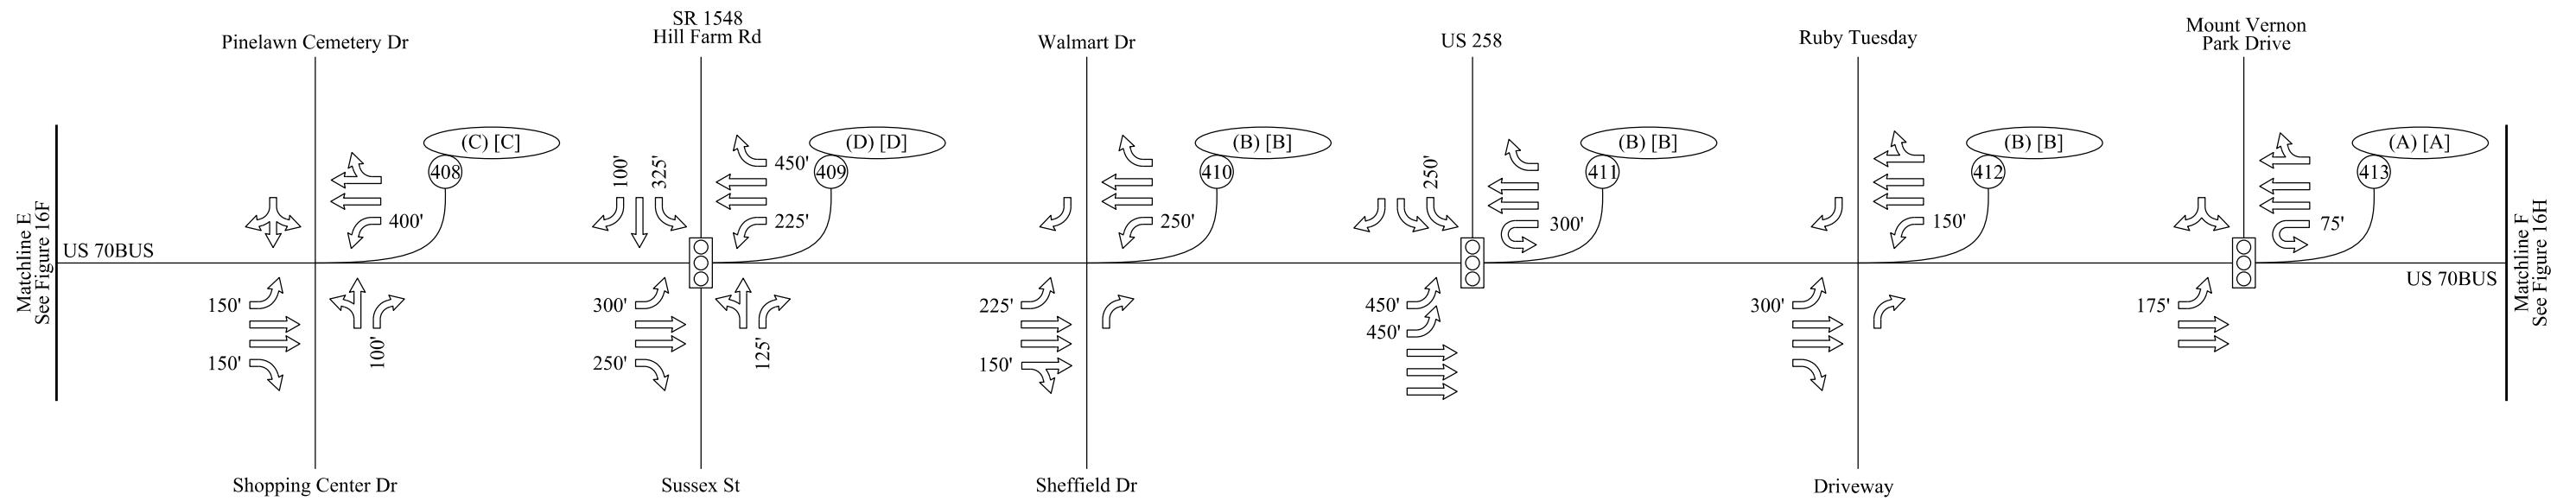 Pinelawn Cemetery Dr
SR 1548
Hill Farm Rd
Walmart Dr
US 258
Ruby Tuesday
Mount Vernon
Park Drive
(C) [C]
408
(D) [D]
409
(B) [B]
410
(B) [B]
411
(B) [B]
412
(A) [A]
413
400'
100'
325'
450'
225'
250'
250'
300'
150'
75'
Matchline E
See Figure 16F
US 70BUS
US 70BUS
Matchline F
See Figure 16H
150'
150'
100'
300'
250'
125'
225'
150'
450'
450'
300'
175'
Shopping Center Dr
Sussex St
Sheffield Dr
Driveway